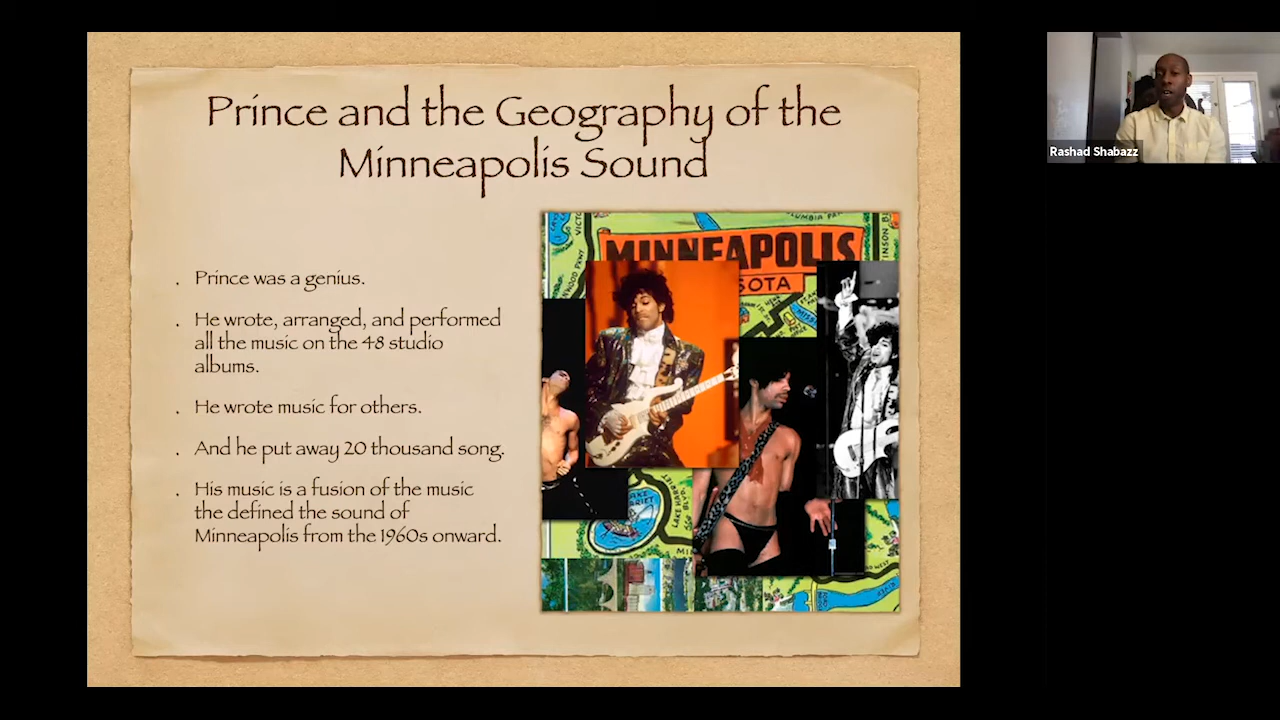 Prince and the Geography of the
Minneapolis Sound
. Prince was a genius.
. He wrote, arranged, and performed
all the music on the 48 studio
albums.
. He wrote music for others.
. And he put away 20 thousand song.
. His music is a fusion of the music
the defined the sound of
Minneapolis from the 1960s onward.
MINNEAPOLIS
SOTA
LAKE HARRIET
Rashad Shabazz